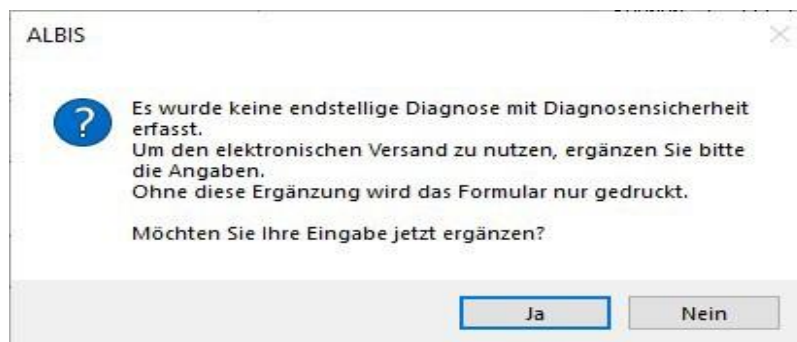 ALBIS
Es wurde keine endstellige Diagnose mit Diagnosensicherheit
erfasst.
Um den elektronischen Versand zu nutzen, ergänzen Sie bitte
die Angaben.
Ohne diese Ergänzung wird das Formular nur gedruckt.
Möchten Sie Ihre Eingabe jetzt ergänzen?
Ja
Nein